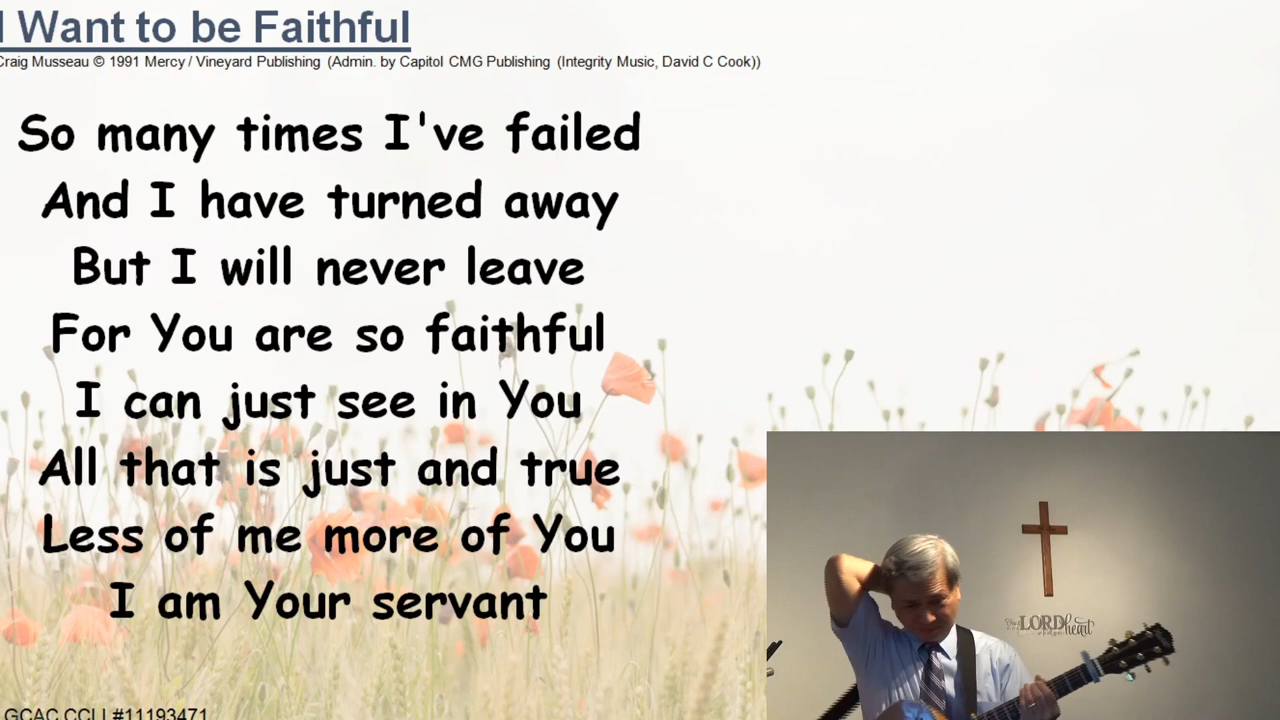 I Want to be Faithful
Craig Musseau © 1991 Mercy / Vineyard Publishing (Admin. by Capitol CMG Publishing (Integrity Music, David C Cook))
So many times I've failed
And I have turned away
But I will never leave
For You are so faithful
I can just see in You
All that is just and true
Less of me more of You
I am Your servant
LORD
heart
GCAC CCLI #11193471